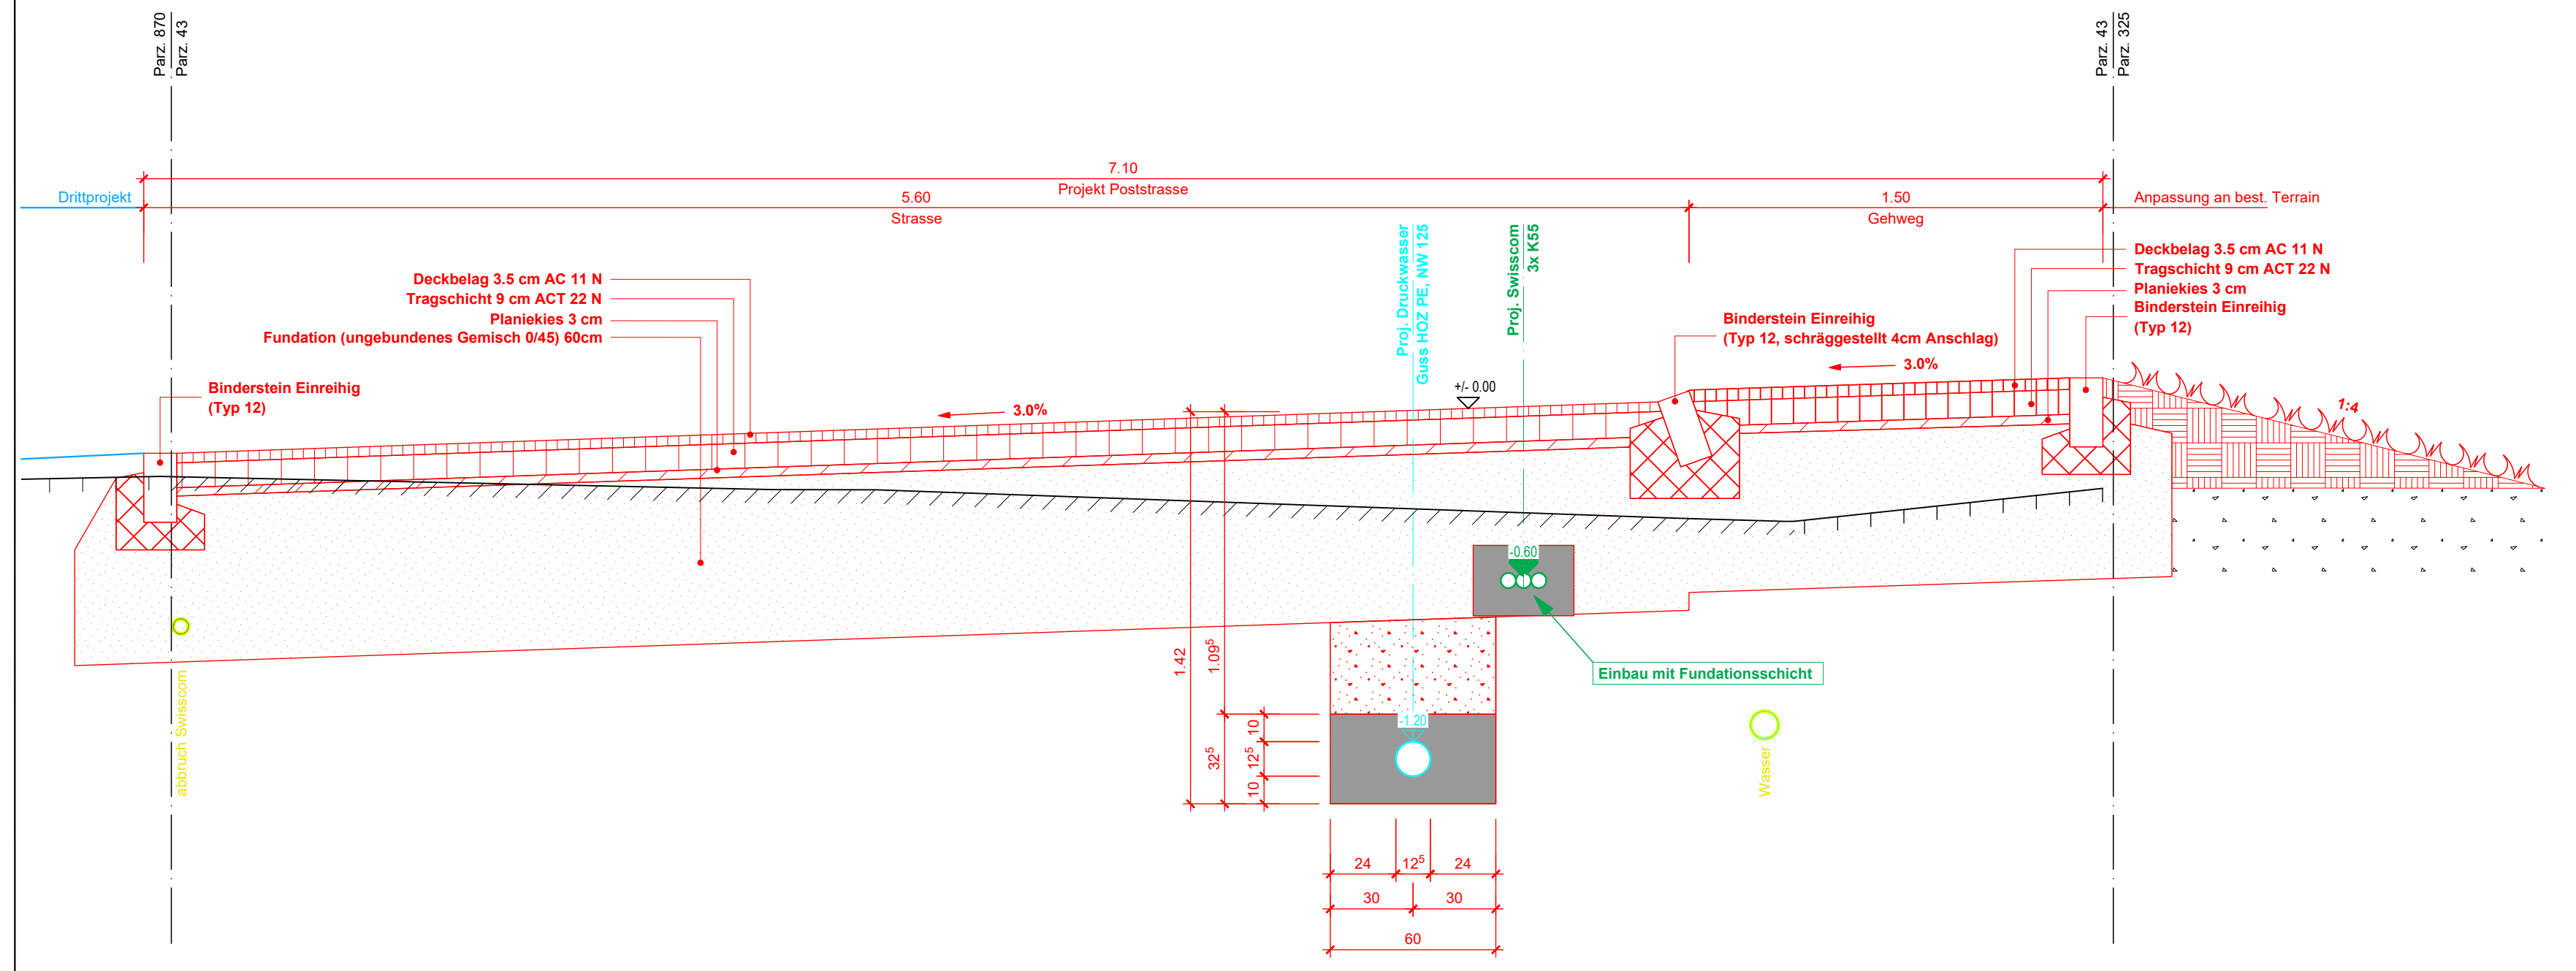 Parz. 870
Parz. 43
Parz. 43
Parz. 325
7.10
Projekt Poststrasse
Drittprojekt
5.60
Strasse
1.50
Gehweg
Anpassung an best. Terrain
Deckbelag 3.5 cm AC 11 N
Tragschicht 9 cm ACT 22 N
Planiekies 3 cm
Fundation (ungebundenes Gemisch 0/45) 60cm
Binderstein Einreihig
(Typ 12)
3.0%
Proj. Druckwasser
Guss HOZ PE, NW 125
Proj. Swisscom
3x K55
+/- 0.00
Binderstein Einreihig
(Typ 12, schräggestellt 4cm Anschlag)
3.0%
Deckbelag 3.5 cm AC 11 N
Tragschicht 9 cm ACT 22 N
Planiekies 3 cm
Binderstein Einreihig
(Typ 12)
1:4
-0.60
Einbau mit Fundationsschicht
abbruch Swisscom
1.42
1.09⁵
32⁵
10
12⁵
10
-1.20
Wasser
24
12⁵
24
30
30
60